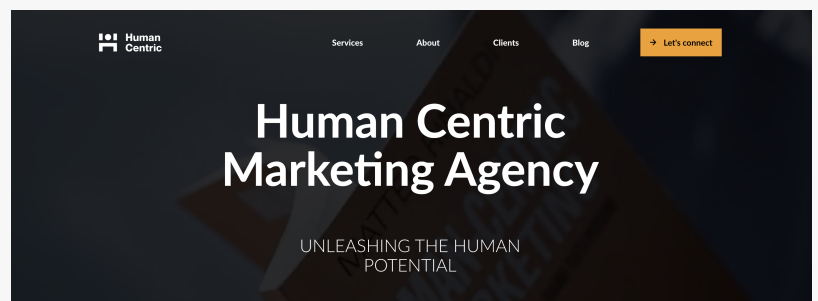 Human
Centric
Services
About
Clients
Blog
→ Let's connect
Human Centric
Marketing Agency
UNLEASHING THE HUMAN
POTENTIAL